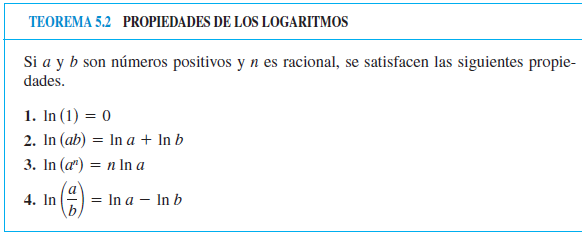 TEOREMA 5.2 PROPIEDADES DE LOS LOGARITMOS
Si a y b son números positivos y n es racional, se satisfacen las siguientes propie-
dades.
1. ln (1) = 0
2. ln (ab) = ln a + ln b
3. ln (aⁿ) = n ln a
4. ln (a/b) = ln a − ln b